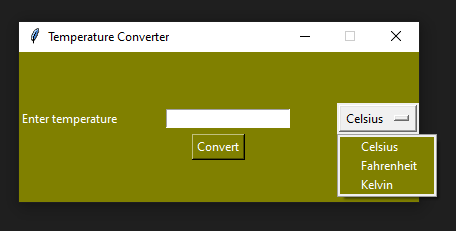 Temperature Converter
Enter temperature
Celsius
Convert
Celsius
Fahrenheit
Kelvin